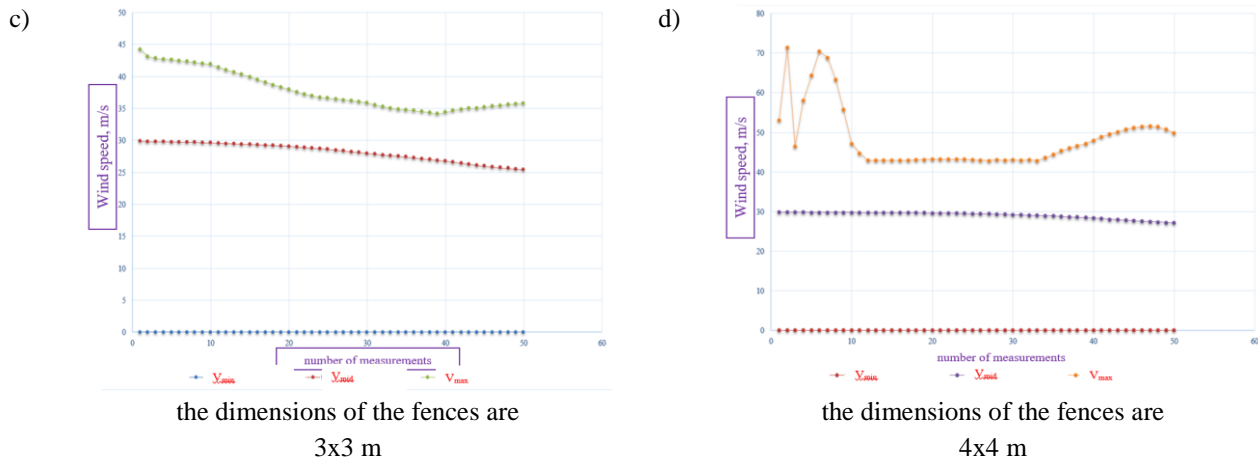 c)
50
45
40
35
30
25
20
15
10
5
0
Wind speed, m/s
0 10 20 30 40 50 60
number of measurements
Vmin Vmid Vmax
the dimensions of the fences are
3x3 m
d)
80
70
60
50
40
30
20
10
0
Wind speed, m/s
0 10 20 30 40 50 60
number of measurements
Vmin Vmid Vmax
the dimensions of the fences are
4x4 m